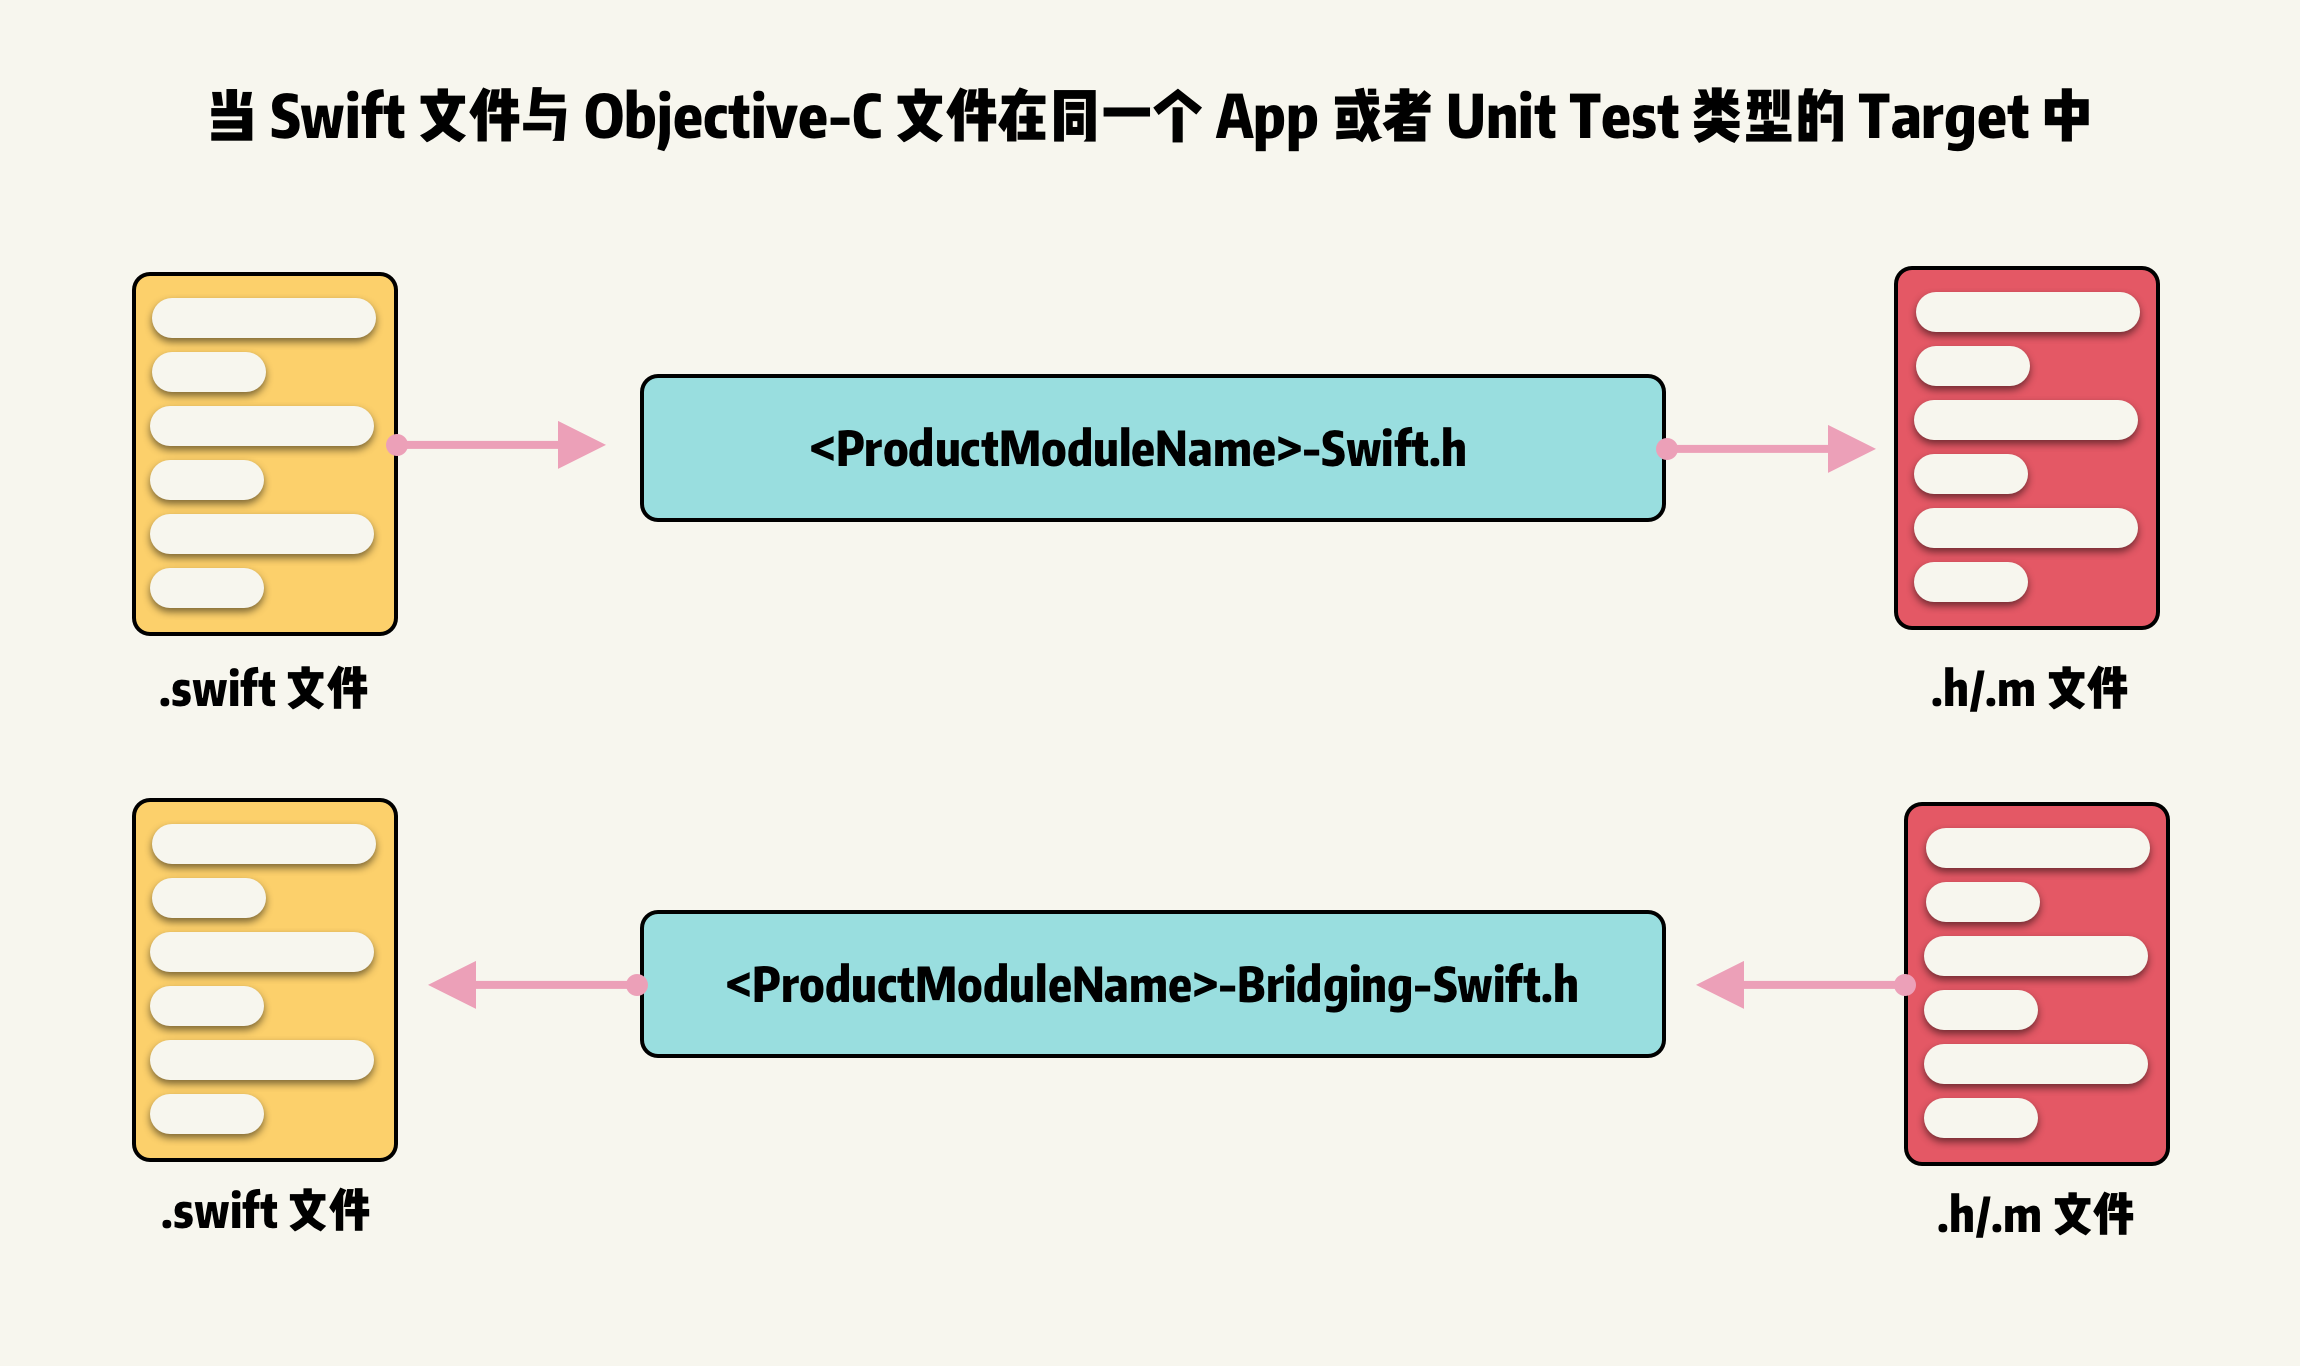 当 Swift 文件与 Objective-C 文件在同一个 App 或者 Unit Test 类型的 Target 中
<ProductModuleName>-Swift.h
.swift 文件
.h/.m 文件
<ProductModuleName>-Bridging-Swift.h
.swift 文件
.h/.m 文件